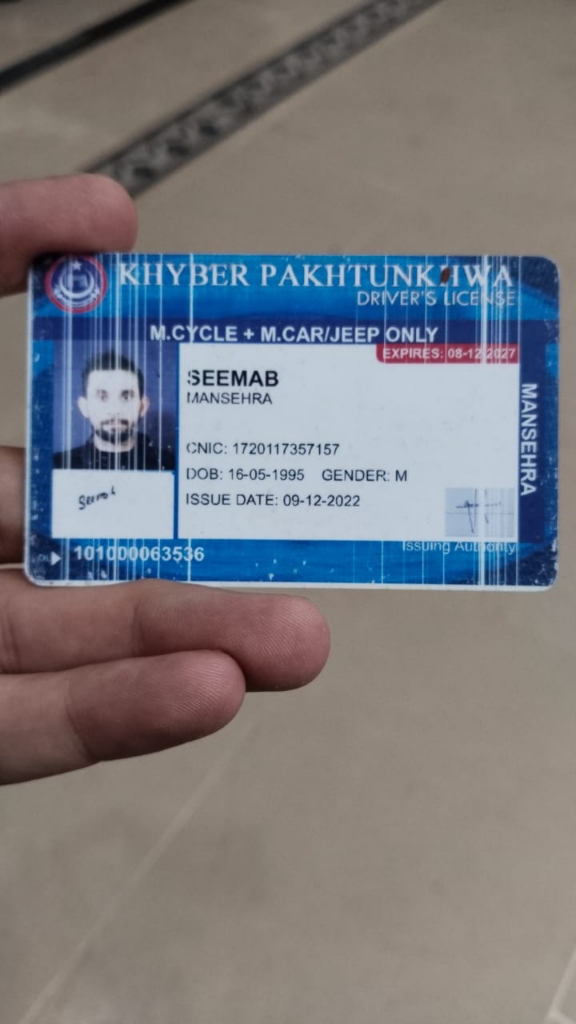 KHYBER PAKHTUNKHWA
DRIVER'S LICENSE
M.CYCLE + M.CAR/JEEP ONLY
EXPIRES: 08-12-2027
SEEMAB
MANSEHRA
MANSEHRA
CNIC: 1720117357157
DOB: 16-05-1995 GENDER: M
ISSUE DATE: 09-12-2022
Seemab
Issuing Authority
101000063536